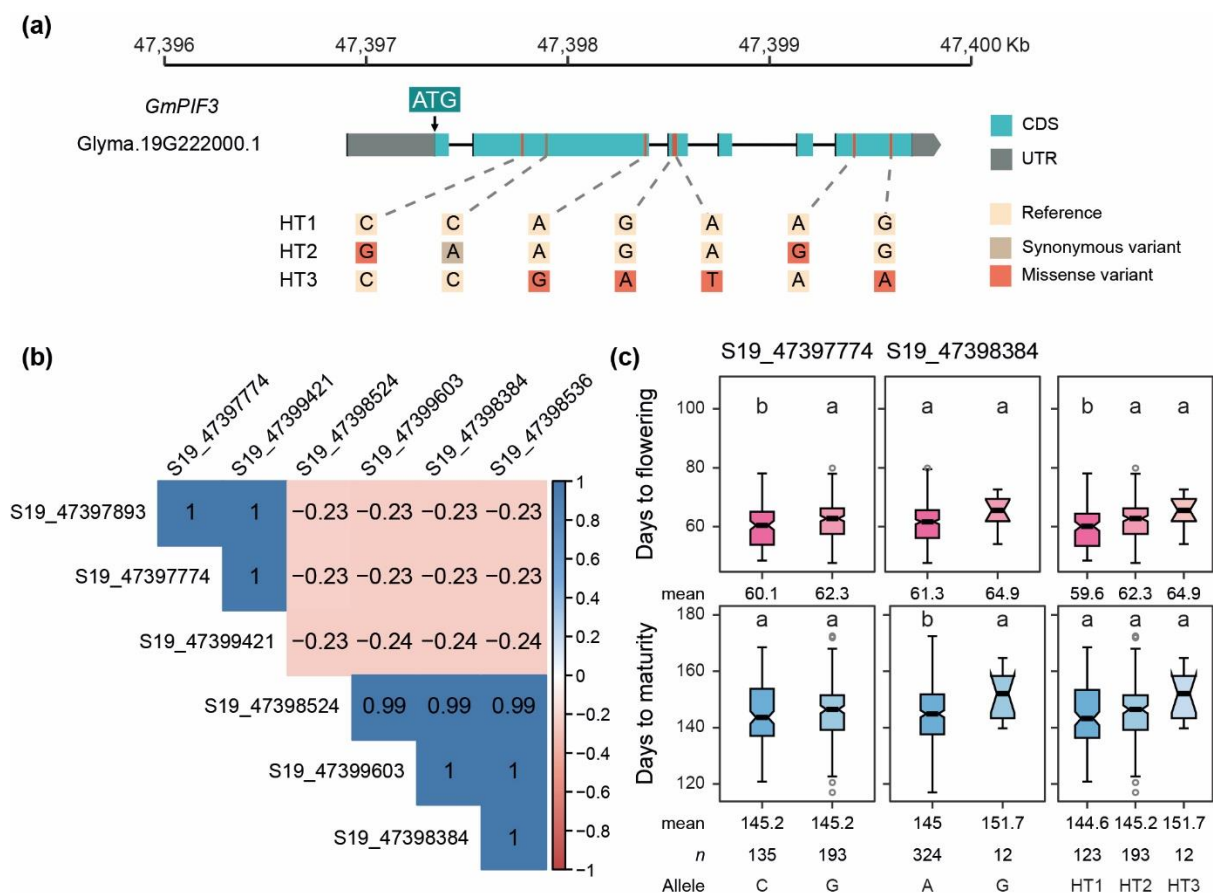 (a)
47,396 47,397 47,398 47,399 47,400 Kb
GmPIF3
ATG
Glyma.19G222000.1
CDS
UTR
HT1 C C A G A A G
HT2 G A A G A G G
HT3 C C G A T A A
Reference
Synonymous variant
Missense variant
(b)
S19_47397774
S19_47399421
S19_47398524
S19_47399603
S19_47398384
S19_47398536
S19_47397893 1 1 −0.23 −0.23 −0.23 −0.23
S19_47397774 1 −0.23 −0.23 −0.23 −0.23
S19_47399421 −0.23 −0.24 −0.24 −0.24
S19_47398524 0.99 0.99 0.99
S19_47399603 1 1
S19_47398384 1
1
0.8
0.6
0.4
0.2
0
−0.2
−0.4
−0.6
−0.8
−1
(c)
S19_47397774 S19_47398384
Days to flowering
100
80
60
b a a a b a a
mean 60.1 62.3 61.3 64.9 59.6 62.3 64.9
Days to maturity
180
160
140
120
a a b a a a a
mean 145.2 145.2 145 151.7 144.6 145.2 151.7
n 135 193 324 12 123 193 12
Allele C G A G HT1 HT2 HT3